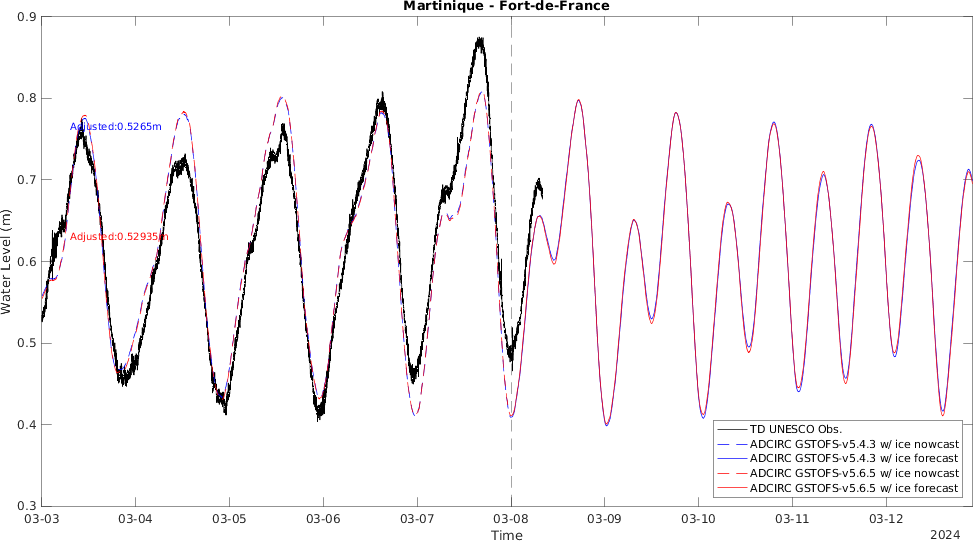 Martinique - Fort-de-France
0.9
0.8
0.7
0.6
0.5
0.4
0.3
Water Level (m)
Adjusted:0.5265m
Adjusted:0.52935m
TD UNESCO Obs.
ADCIRC GSTOFS-v5.4.3 w/ ice nowcast
ADCIRC GSTOFS-v5.4.3 w/ ice forecast
ADCIRC GSTOFS-v5.6.5 w/ ice nowcast
ADCIRC GSTOFS-v5.6.5 w/ ice forecast
03-03 03-04 03-05 03-06 03-07 03-08 03-09 03-10 03-11 03-12
Time
2024